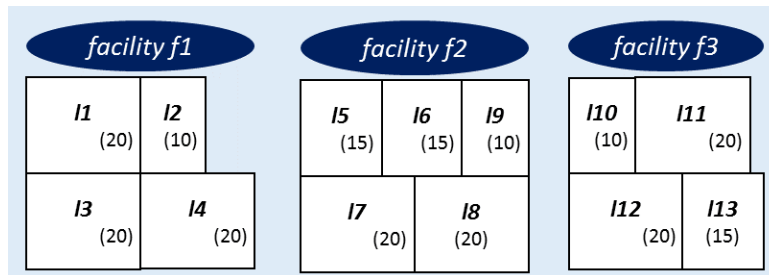 facility f1
facility f2
facility f3
l1
(20)
l2
(10)
l3
(20)
l4
(20)
l5
(15)
l6
(15)
l9
(10)
l7
(20)
l8
(20)
l10
(10)
l11
(20)
l12
(20)
l13
(15)